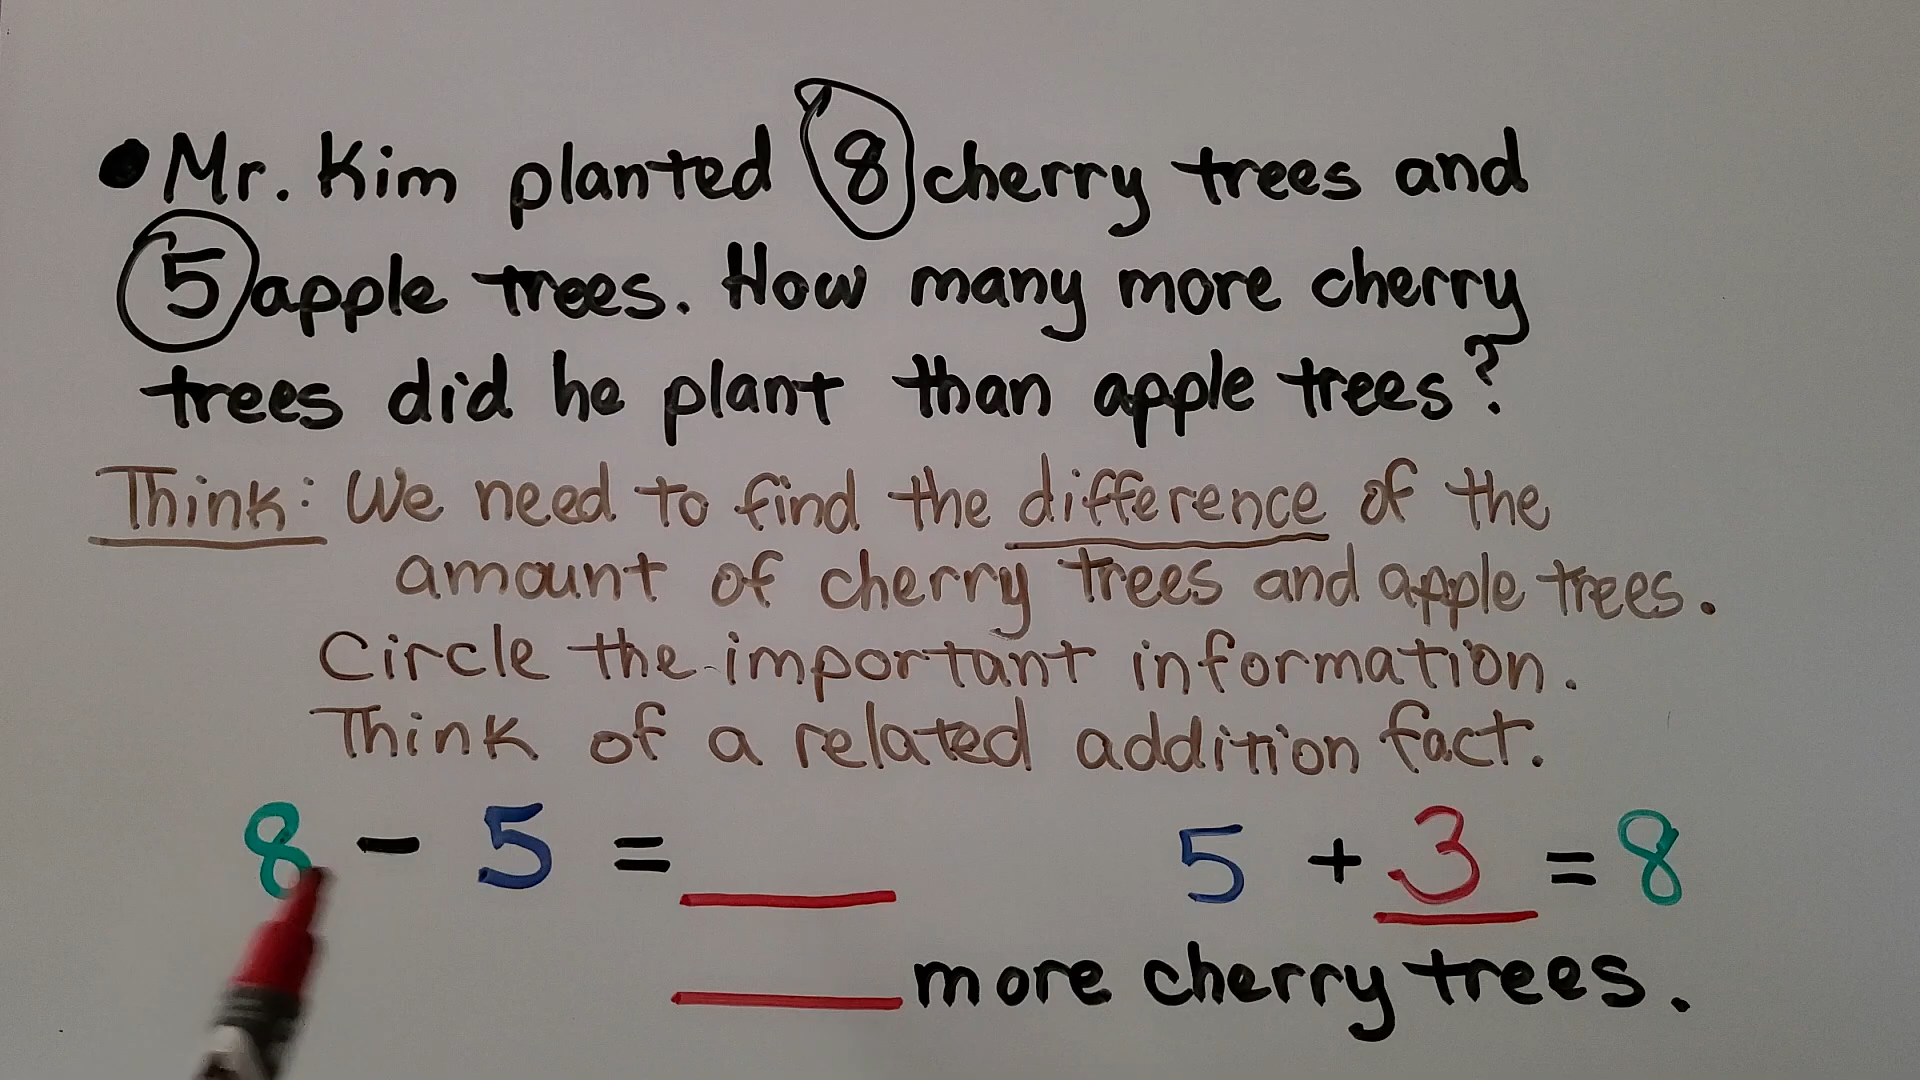 • Mr. Kim planted 8 cherry trees and
5 apple trees. How many more cherry
trees did he plant than apple trees?
Think: We need to find the difference of the
amount of cherry trees and apple trees.
Circle the important information.
Think of a related addition fact.
8 - 5 = ___ 5 + 3 = 8
___ more cherry trees.